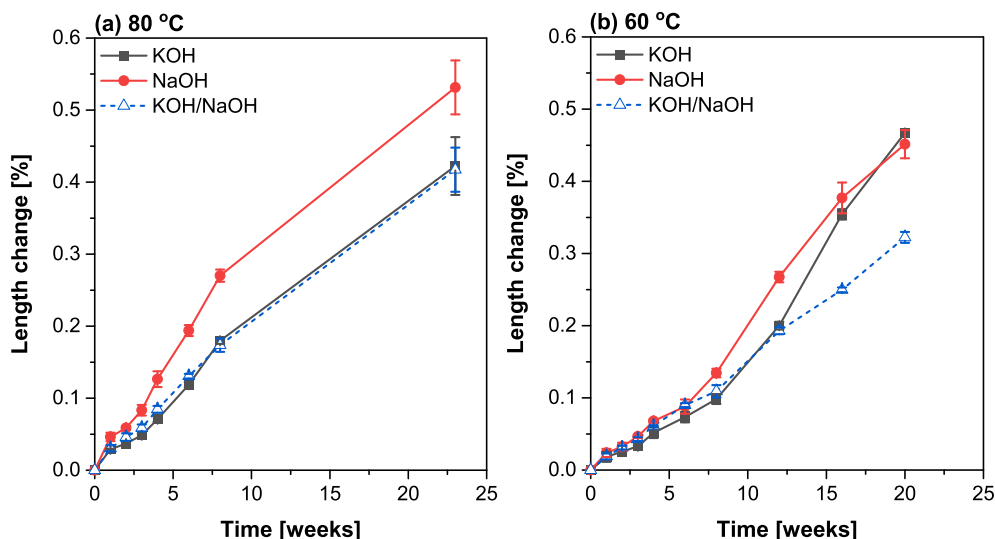 (a) 80 °C
KOH
NaOH
KOH/NaOH
Length change [%]
0.6
0.5
0.4
0.3
0.2
0.1
0.0
0 5 10 15 20 25
Time [weeks]
(b) 60 °C
KOH
NaOH
KOH/NaOH
Length change [%]
0.6
0.5
0.4
0.3
0.2
0.1
0.0
0 5 10 15 20 25
Time [weeks]